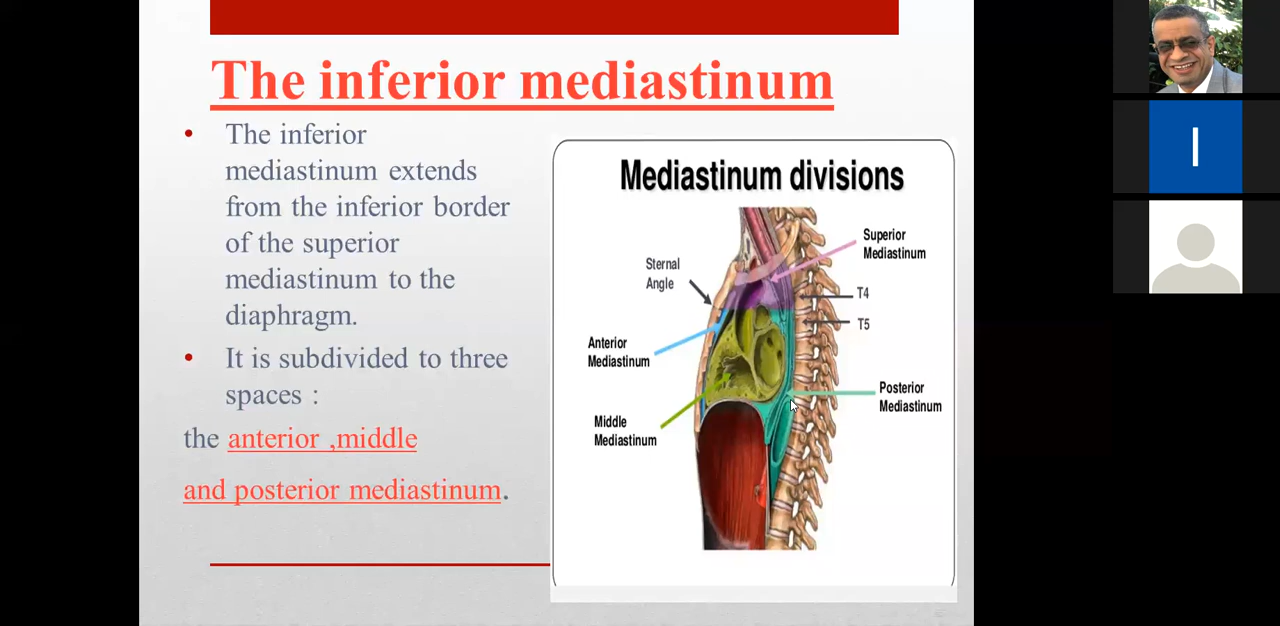 The inferior mediastinum
• The inferior
mediastinum extends
from the inferior border
of the superior
mediastinum to the
diaphragm.
• It is subdivided to three
spaces :
the anterior ,middle
and posterior mediastinum.
Mediastinum divisions
Superior
Mediastinum
Sternal
Angle
T4
T5
Anterior
Mediastinum
Posterior
Mediastinum
Middle
Mediastinum
I